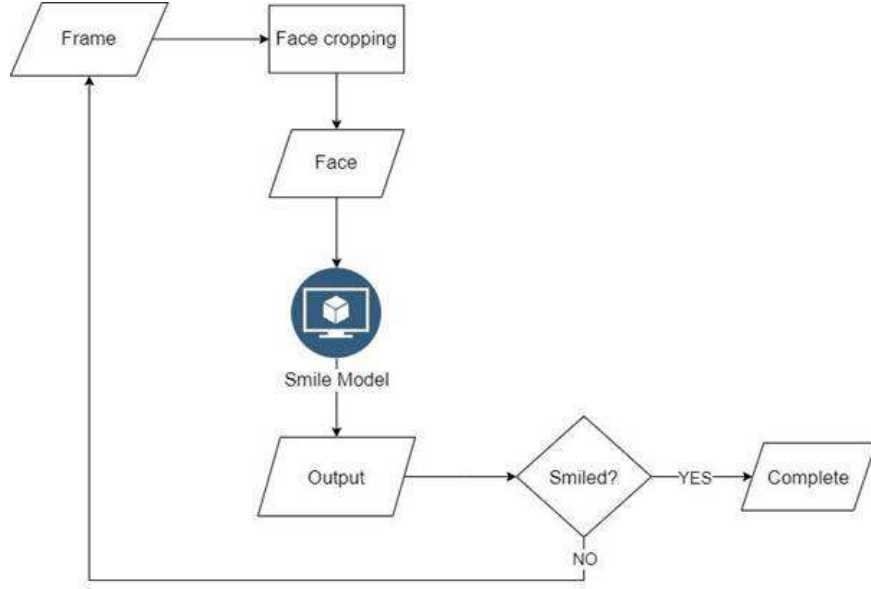 Frame
Face cropping
Face
Smile Model
Output
Smiled?
YES
Complete
NO